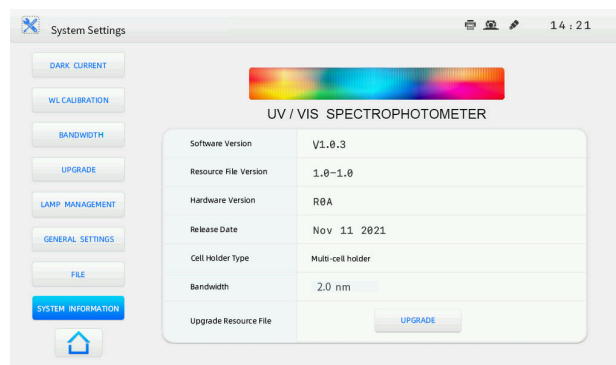 System Settings
14:21
DARK CURRENT
WL CALIBRATION
BANDWIDTH
UPGRADE
LAMP MANAGEMENT
GENERAL SETTINGS
FILE
SYSTEM INFORMATION
UV / VIS SPECTROPHOTOMETER
Software Version V1.0.3
Resource File Version 1.0-1.0
Hardware Version R0A
Release Date Nov 11 2021
Cell Holder Type Multi-cell holder
Bandwidth 2.0 nm
Upgrade Resource File UPGRADE